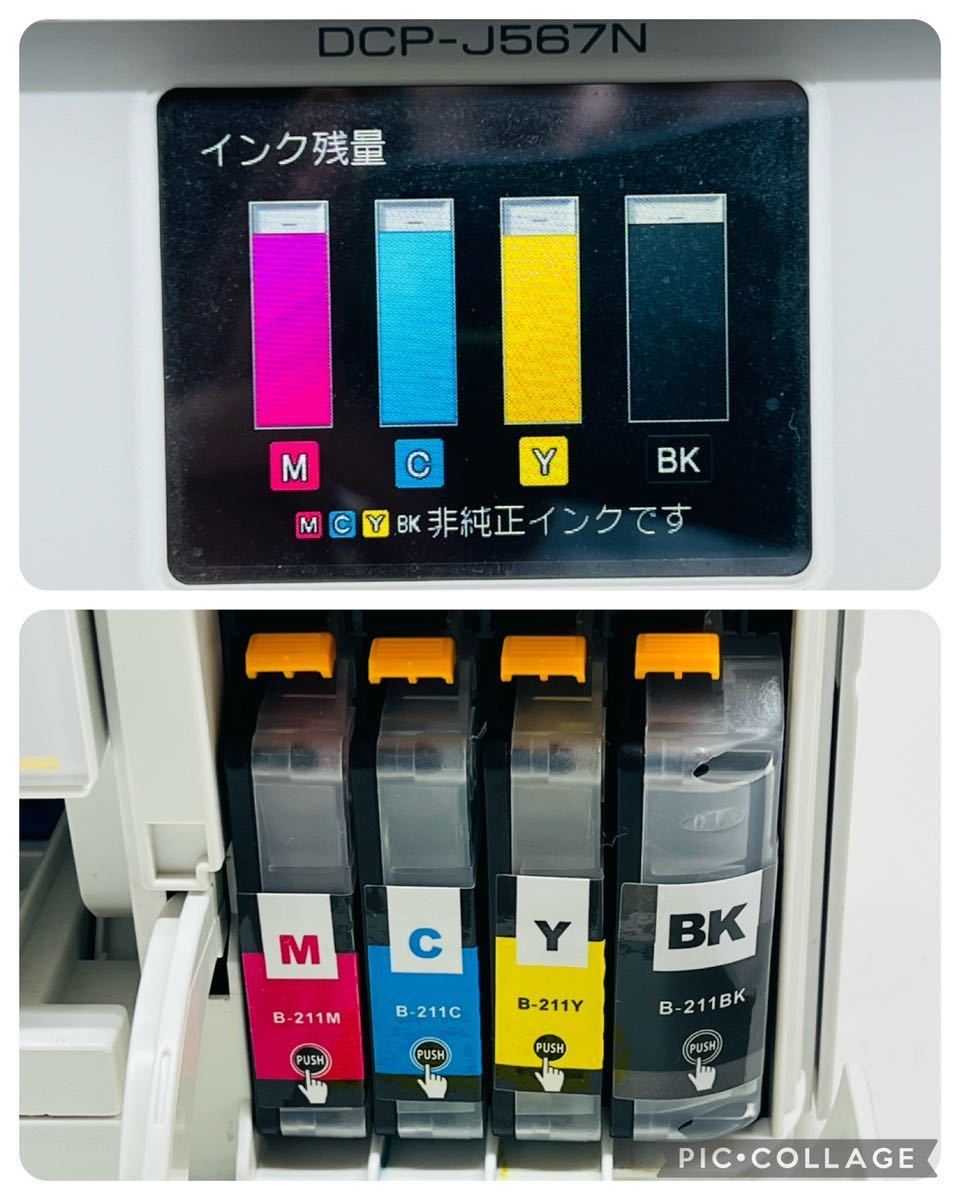 DCP-J567N
インク残量
M C Y BK
M C Y BK 非純正インクです
M C Y BK
B-211M B-211C B-211Y B-211BK
PUSH PUSH PUSH PUSH
PIC•COLLAGE